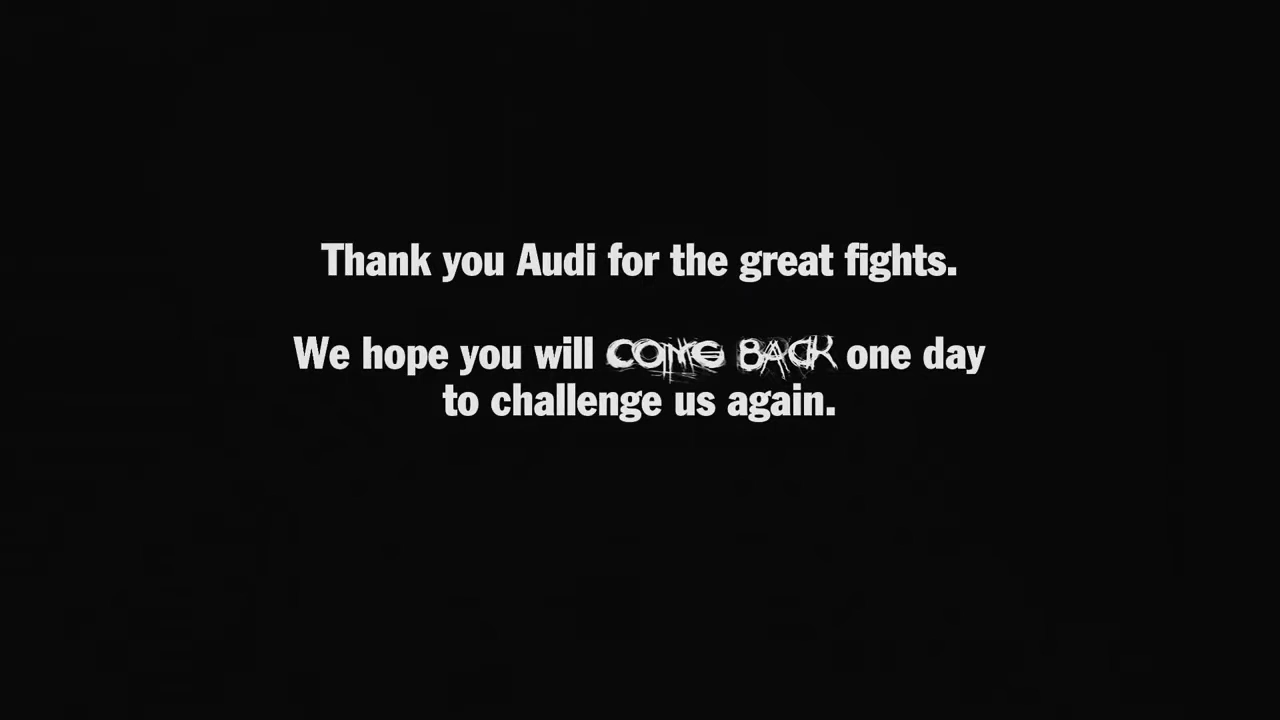 Thank you Audi for the great fights.
We hope you will COME BACK one day
to challenge us again.